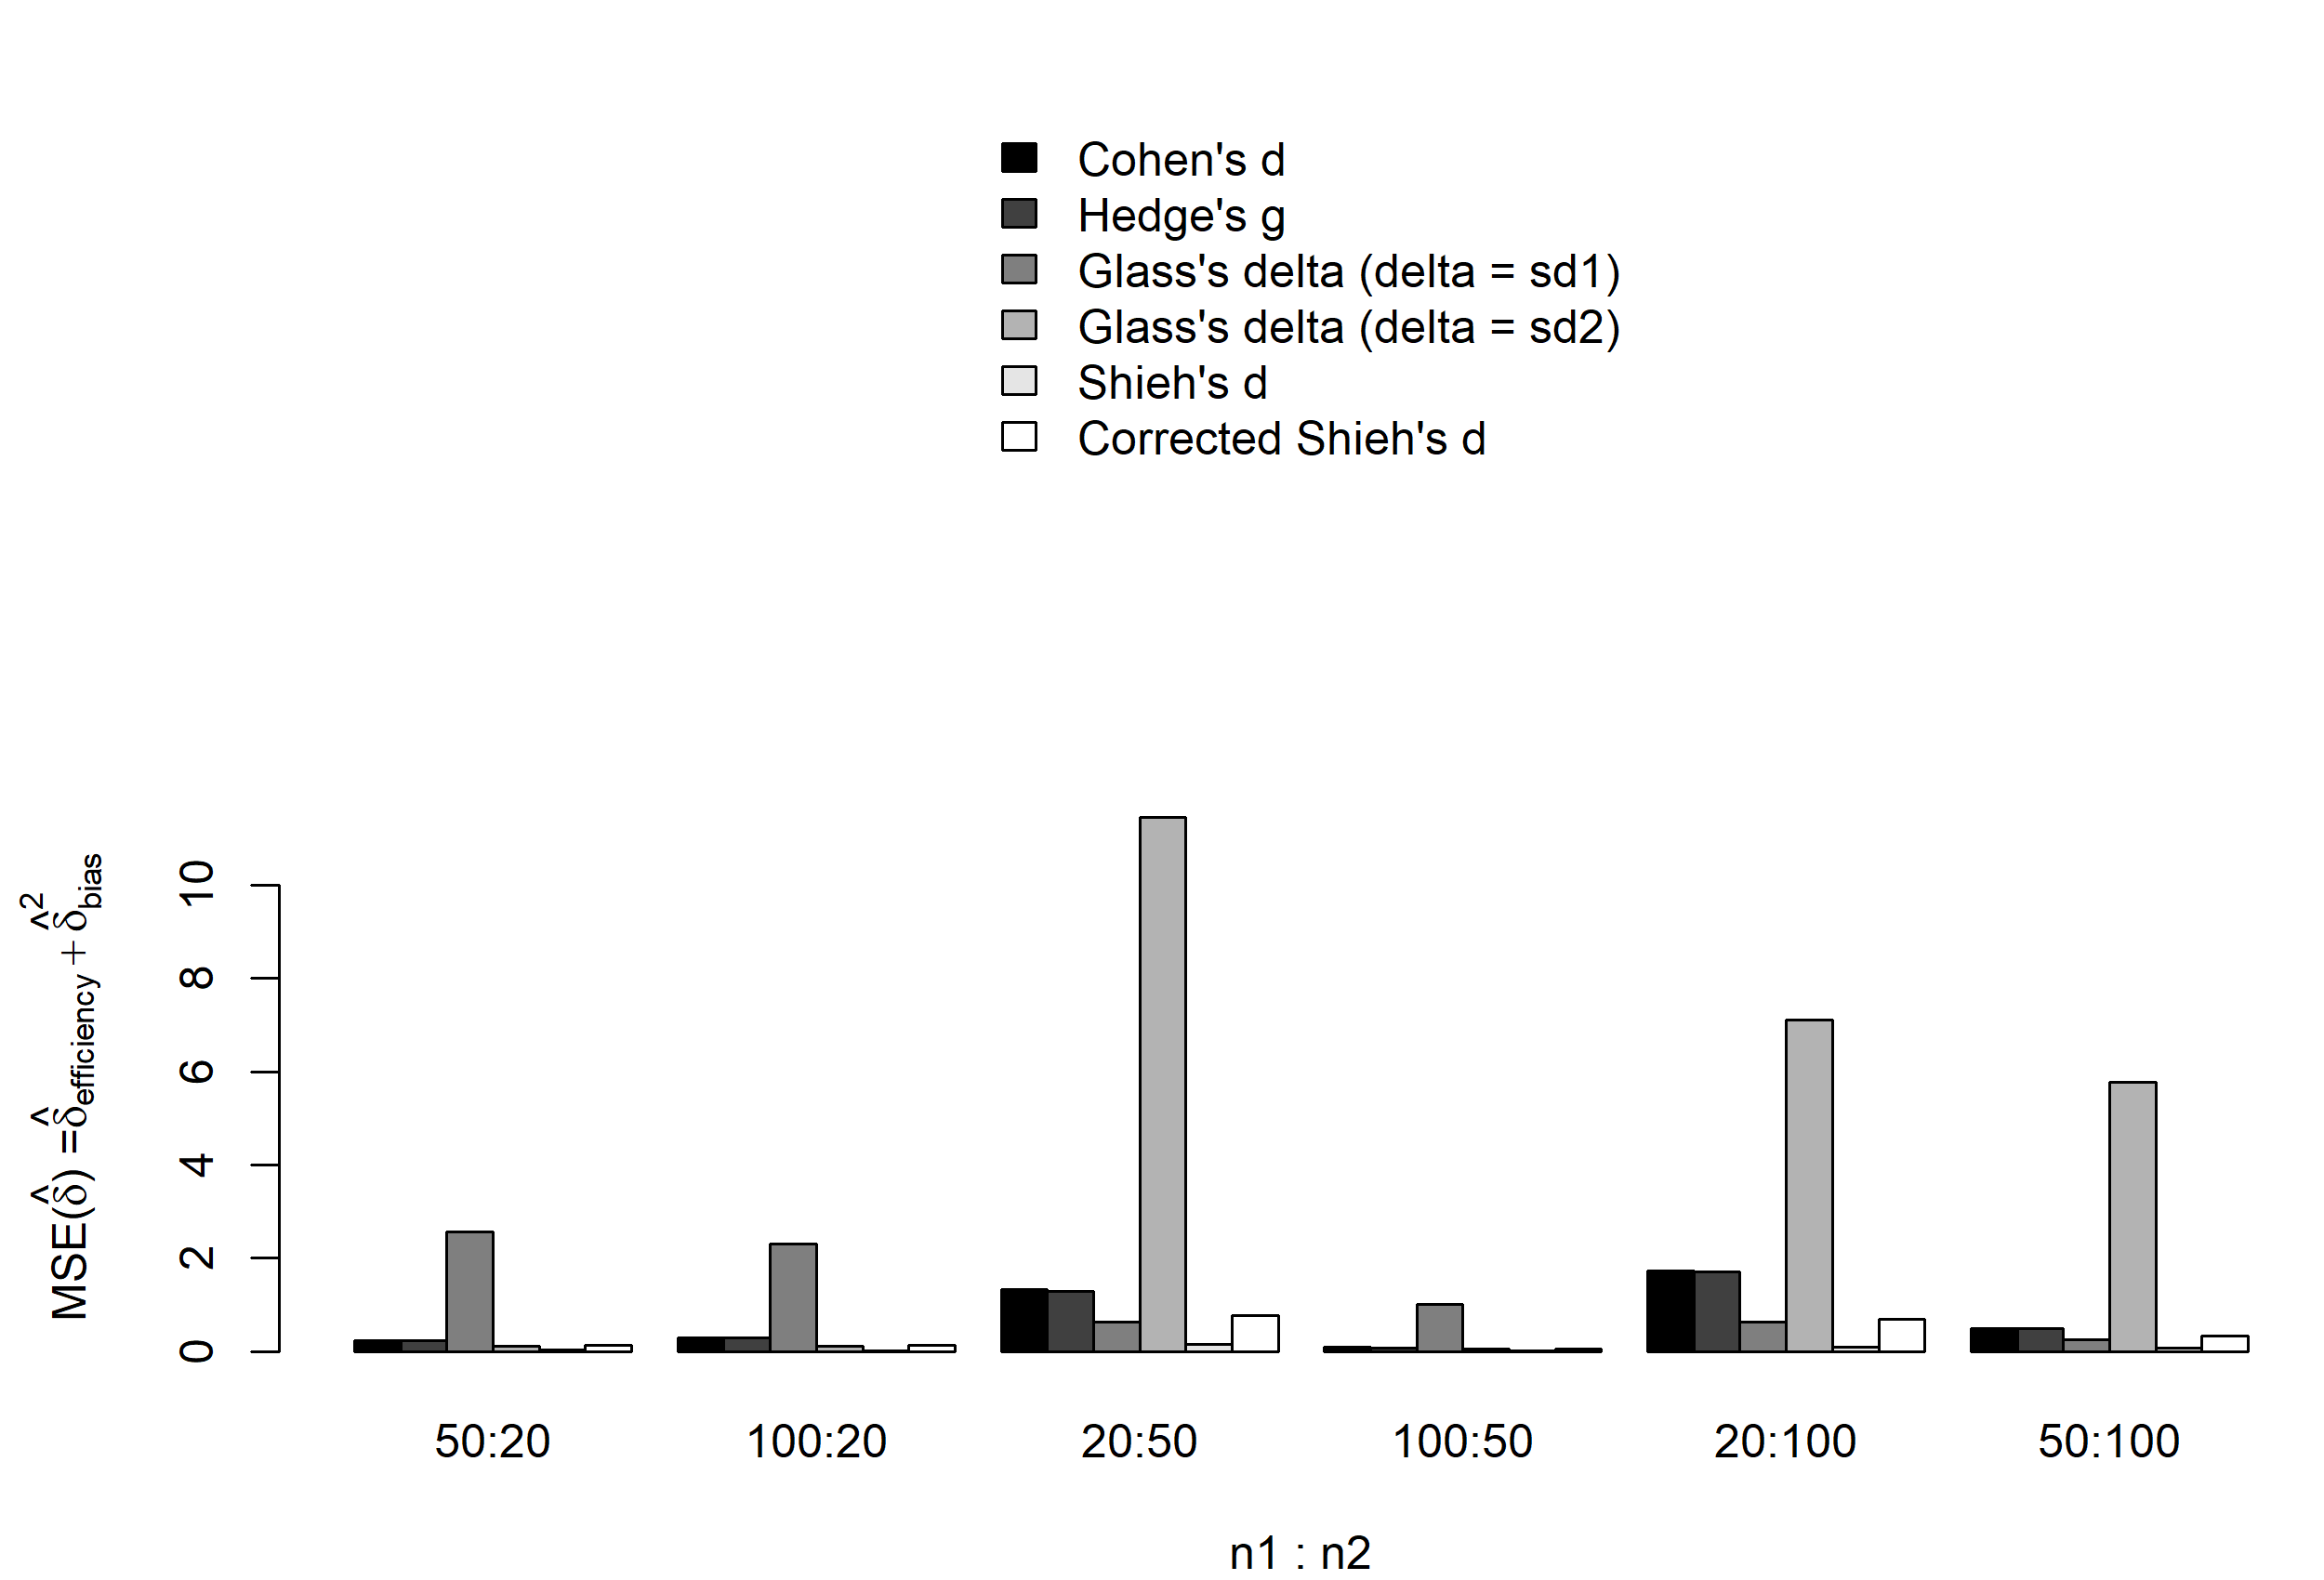 Cohen's d
Hedge's g
Glass's delta (delta = sd1)
Glass's delta (delta = sd2)
Shieh's d
Corrected Shieh's d
MSE(δ̂) = δ̂efficiency + δ̂²bias
10
8
6
4
2
0
50:20 100:20 20:50 100:50 20:100 50:100
n1 : n2